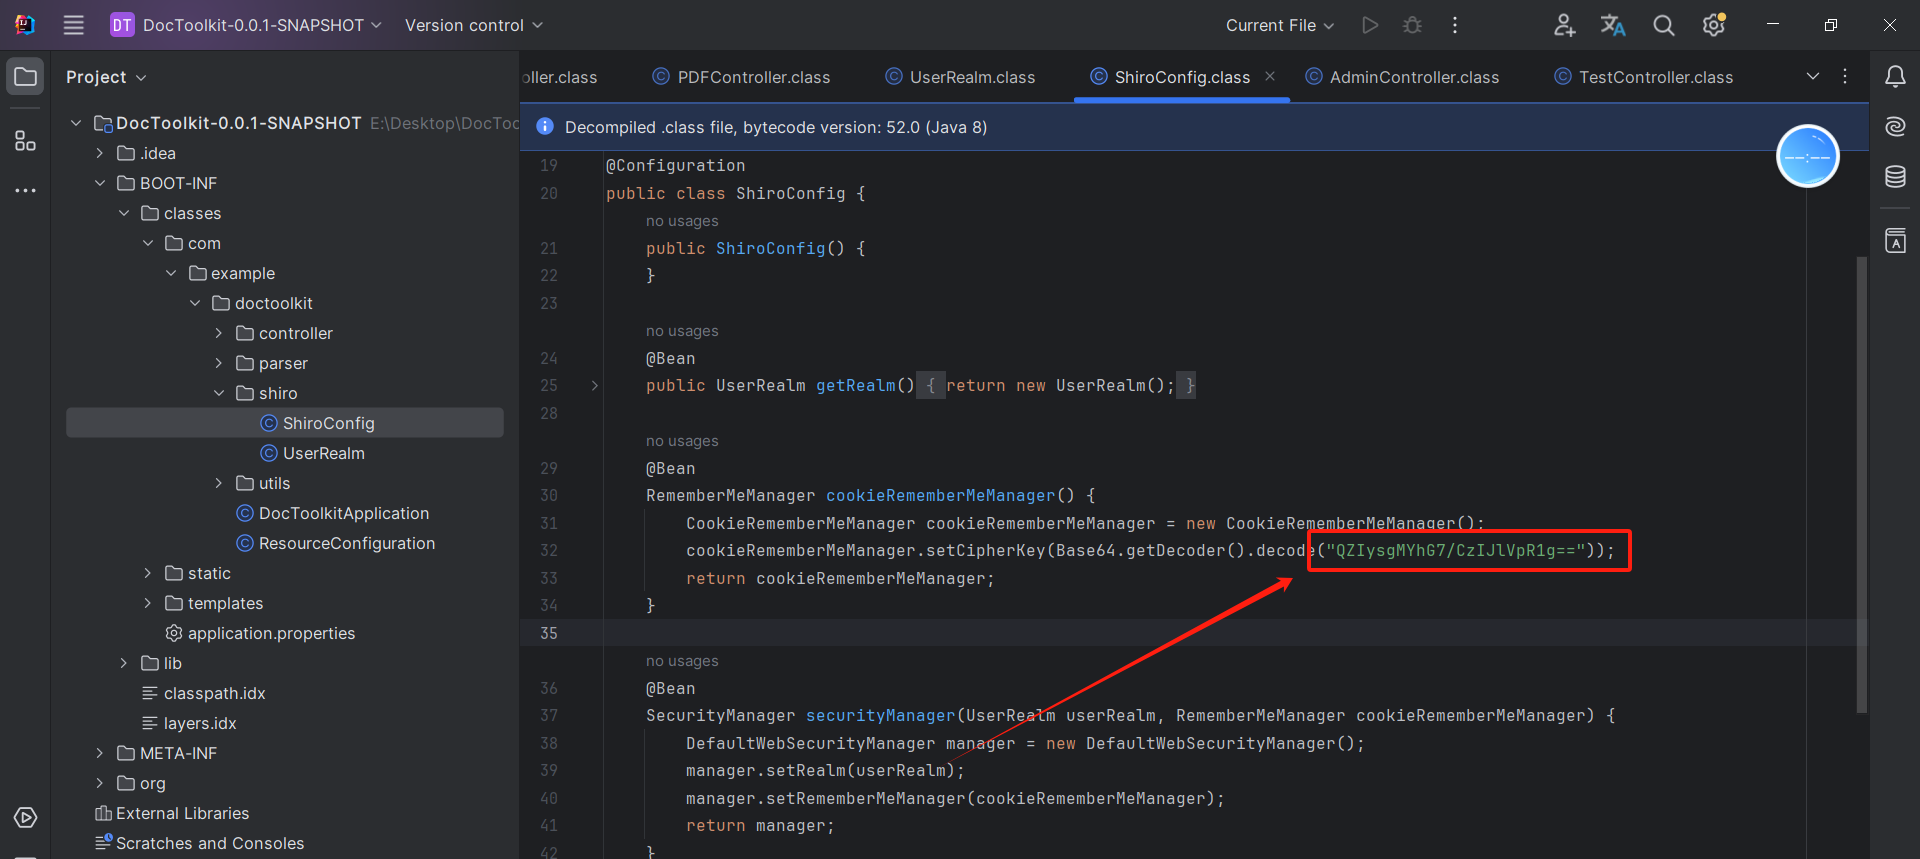 DT DocToolkit-0.0.1-SNAPSHOT Version control Current File
Project
DocToolkit-0.0.1-SNAPSHOT E:\Desktop\DocToo
.idea
BOOT-INF
classes
com
example
doctoolkit
controller
parser
shiro
ShiroConfig
UserRealm
utils
DocToolkitApplication
ResourceConfiguration
static
templates
application.properties
lib
classpath.idx
layers.idx
META-INF
org
External Libraries
Scratches and Consoles
oller.class PDFController.class UserRealm.class ShiroConfig.class AdminController.class TestController.class
Decompiled .class file, bytecode version: 52.0 (Java 8)
19 @Configuration
20 public class ShiroConfig {
no usages
21 public ShiroConfig() {
22 }
23
no usages
24 @Bean
25 public UserRealm getRealm() { return new UserRealm(); }
28
no usages
29 @Bean
30 RememberMeManager cookieRememberMeManager() {
31 CookieRememberMeManager cookieRememberMeManager = new CookieRememberMeManager();
32 cookieRememberMeManager.setCipherKey(Base64.getDecoder().decode("QZIysgMYhG7/CzIJlVpR1g=="));
33 return cookieRememberMeManager;
34 }
35
no usages
36 @Bean
37 SecurityManager securityManager(UserRealm userRealm, RememberMeManager cookieRememberMeManager) {
38 DefaultWebSecurityManager manager = new DefaultWebSecurityManager();
39 manager.setRealm(userRealm);
40 manager.setRememberMeManager(cookieRememberMeManager);
41 return manager;
42 }
--:--